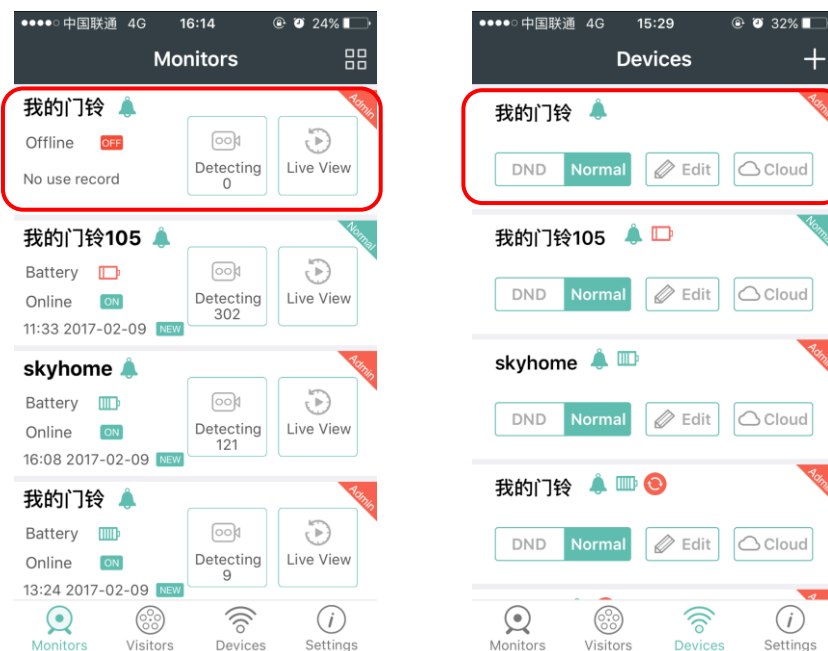 中国联通 4G 16:14 24%
Monitors
我的门铃 Admin
Offline OFF
No use record
Detecting
0
Live View
我的门铃105 Normal
Battery
Online ON
11:33 2017-02-09 NEW
Detecting
302
Live View
skyhome Admin
Battery
Online ON
16:08 2017-02-09 NEW
Detecting
121
Live View
我的门铃 Admin
Battery
Online ON
13:24 2017-02-09 NEW
Detecting
9
Live View
Monitors Visitors Devices Settings
中国联通 4G 15:29 32%
Devices
我的门铃 Admin
DND Normal Edit Cloud
我的门铃105 Normal
DND Normal Edit Cloud
skyhome Admin
DND Normal Edit Cloud
我的门铃 Admin
DND Normal Edit Cloud
Monitors Visitors Devices Settings